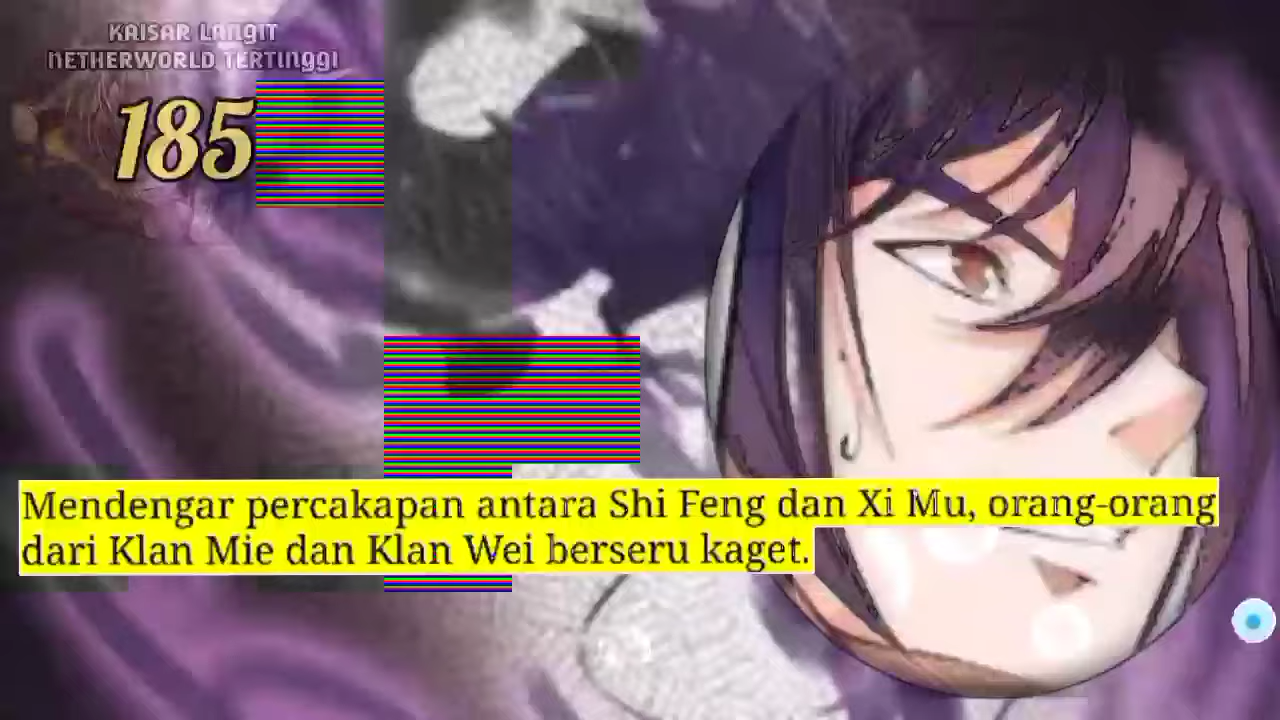 KAISAR LANGIT
NETHERWORLD TERTINGGI
185
Mendengar percakapan antara Shi Feng dan Xi Mu, orang-orang
dari Klan Mie dan Klan Wei berseru kaget.